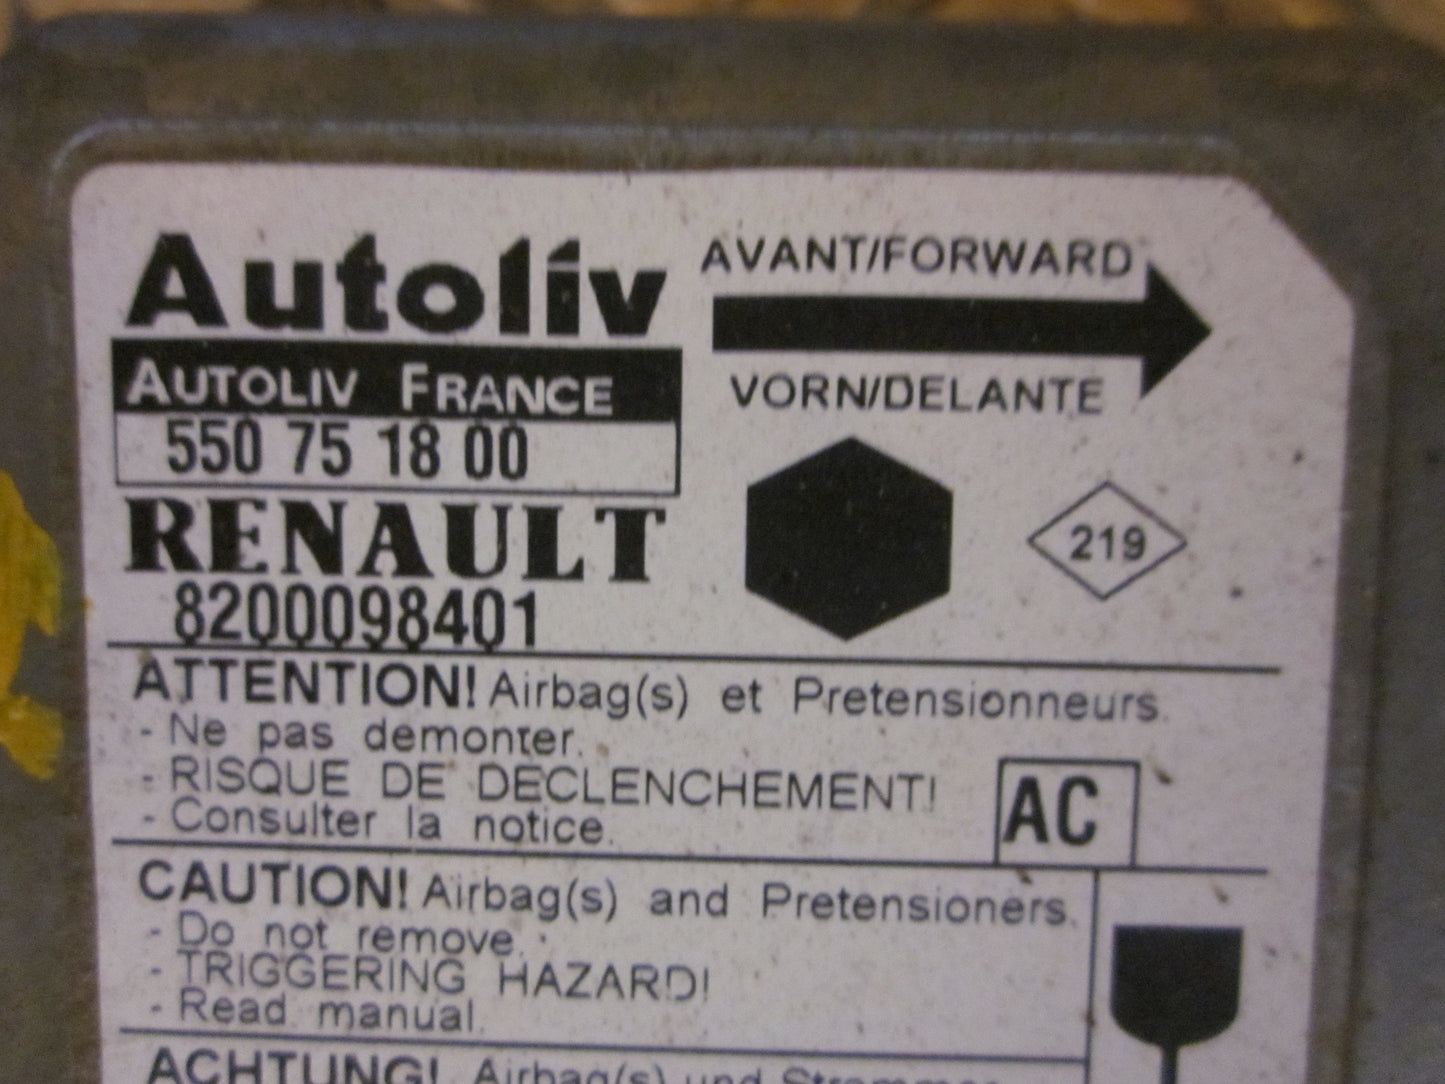 Autoliv
AUTOLIV FRANCE
550 75 18 00
RENAULT
8200098401
AVANT/FORWARD
VORN/DELANTE
219
ATTENTION! Airbag(s) et Pretensionneurs.
- Ne pas demonter.
- RISQUE DE DECLENCHEMENT!
- Consulter la notice.
AC
CAUTION! Airbag(s) and Pretensioners.
- Do not remove.
- TRIGGERING HAZARD!
- Read manual.
ACHTUNG! Airbag(s) und